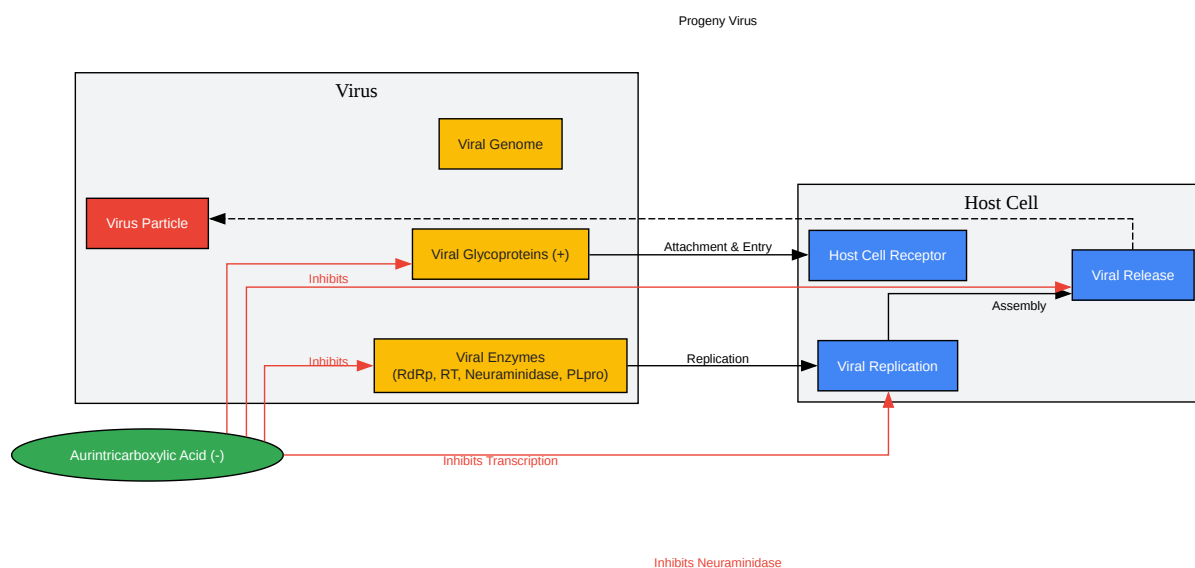 Progeny Virus
Virus
Viral Genome
Host Cell
Virus Particle
Viral Glycoproteins (+)
Attachment & Entry
Host Cell Receptor
Viral Release
Inhibits
Assembly
Inhibits
Viral Enzymes
(RdRp, RT, Neuraminidase, PLpro)
Replication
Viral Replication
Aurintricarboxylic Acid (-)
Inhibits Transcription
Inhibits Neuraminidase